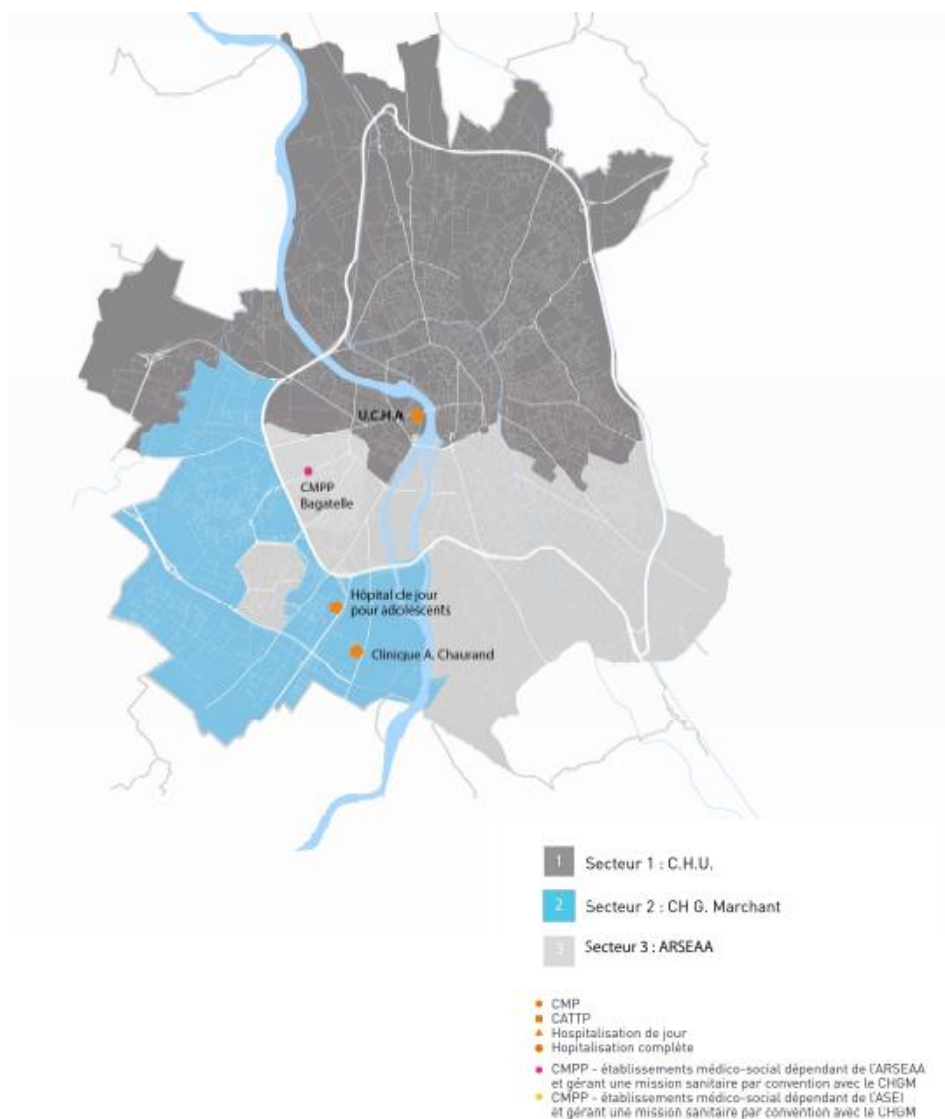 U.C.H.A
CMPP
Bagatelle
Hôpital de jour
pour adolescents
Clinique A. Chaurand
1 Secteur 1 : C.H.U.
2 Secteur 2 : CH G. Marchant
3 Secteur 3 : ARSEAA
CMP
CATTP
Hospitalisation de jour
Hopitalisation complète
CMPP - établissements médico-social dépendant de l'ARSEAA
et gérant une mission sanitaire par convention avec le CHGM
CMPP - établissements médico-social dépendant de l'ASEI
et gérant une mission sanitaire par convention avec le CHGM